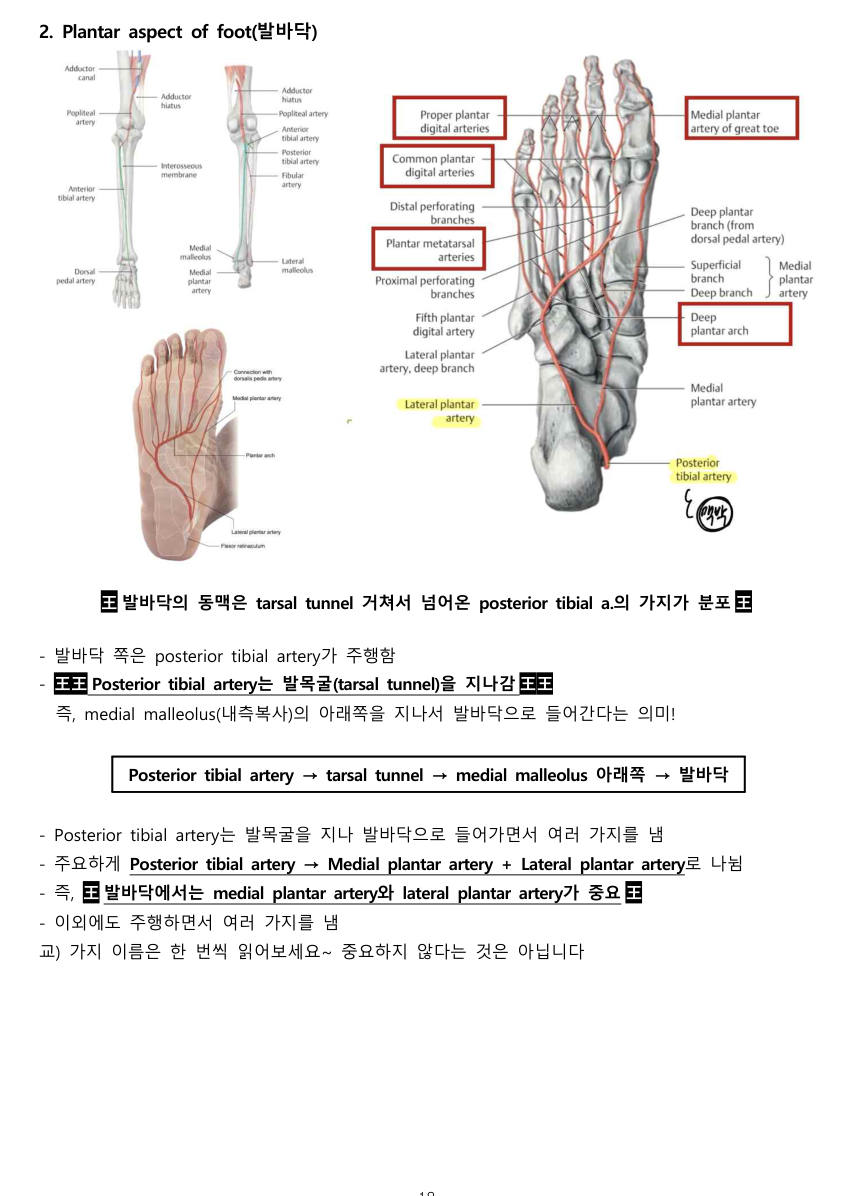 2. Plantar aspect of foot(발바닥)
Adductor
canal
Adductor
hiatus
Popliteal
artery
Interosseous
membrane
Anterior
tibial artery
Dorsal
pedal artery
Adductor
hiatus
Popliteal artery
Anterior
tibial artery
Posterior
tibial artery
Fibular
artery
Medial
malleolus
Medial
plantar
artery
Lateral
malleolus
Proper plantar
digital arteries
Common plantar
digital arteries
Distal perforating
branches
Plantar metatarsal
arteries
Proximal perforating
branches
Fifth plantar
digital artery
Lateral plantar
artery, deep branch
Lateral plantar
artery
Medial plantar
artery of great toe
Deep plantar
branch (from
dorsal pedal artery)
Superficial
branch
Deep branch
Medial
plantar
artery
Deep
plantar arch
Medial
plantar artery
Posterior
tibial artery
맥박
Connection with
dorsalis pedis artery
Medial plantar artery
Plantar arch
Lateral plantar artery
Flexor retinaculum
王 발바닥의 동맥은 tarsal tunnel 거쳐서 넘어온 posterior tibial a.의 가지가 분포 王
- 발바닥 쪽은 posterior tibial artery가 주행함
- 王王 Posterior tibial artery는 발목굴(tarsal tunnel)을 지나감 王王
즉, medial malleolus(내측복사)의 아래쪽을 지나서 발바닥으로 들어간다는 의미!
Posterior tibial artery → tarsal tunnel → medial malleolus 아래쪽 → 발바닥
- Posterior tibial artery는 발목굴을 지나 발바닥으로 들어가면서 여러 가지를 냄
- 주요하게 Posterior tibial artery → Medial plantar artery + Lateral plantar artery로 나뉨
- 즉, 王 발바닥에서는 medial plantar artery와 lateral plantar artery가 중요 王
- 이외에도 주행하면서 여러 가지를 냄
교) 가지 이름은 한 번씩 읽어보세요~ 중요하지 않다는 것은 아닙니다